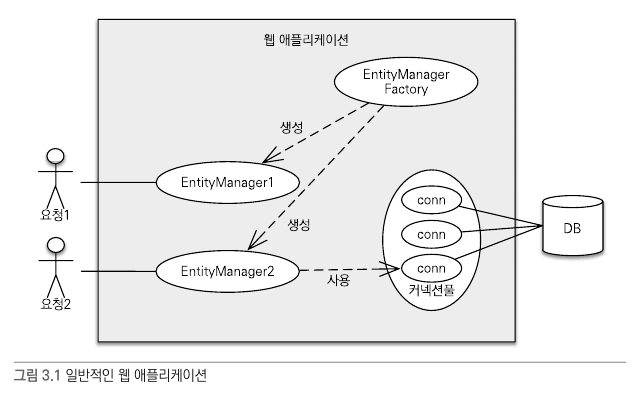 웹 애플리케이션
EntityManager
Factory
생성
EntityManager1
요청1
생성
conn
conn
conn
커넥션풀
DB
EntityManager2
사용
요청2
그림 3.1 일반적인 웹 애플리케이션